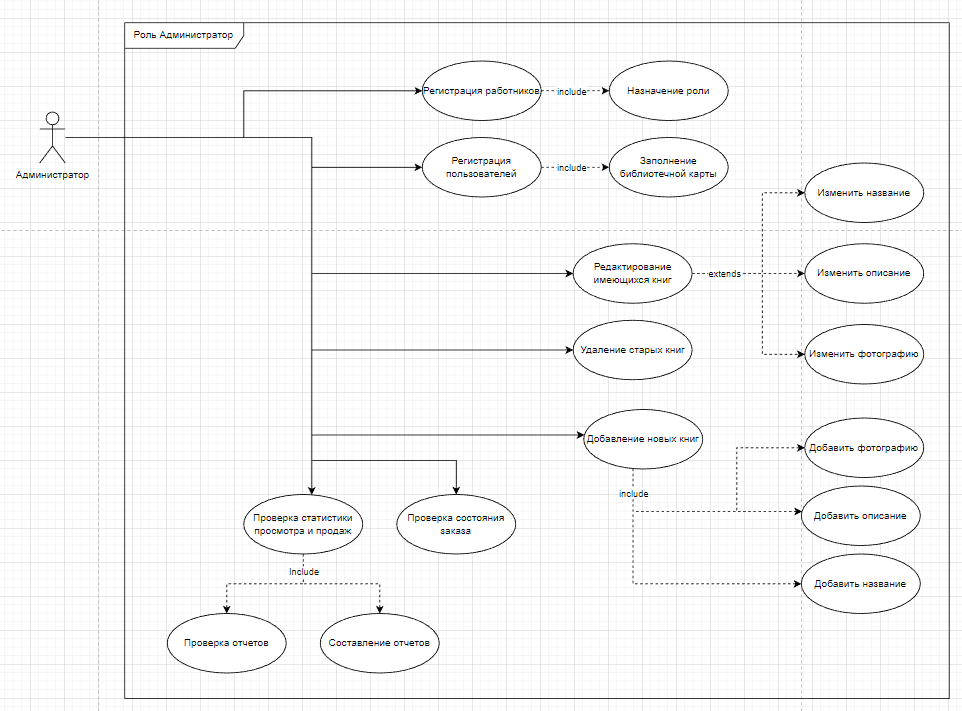 Роль Администратор
Регистрация работников
include
Назначение роли
Администратор
Регистрация
пользователей
include
Заполнение
библиотечной карты
Изменить название
Редактирование
имеющихся книг
extends
Изменить описание
Удаление старых книг
Изменить фотографию
Добавление новых книг
Добавить фотографию
include
Проверка статистики
просмотра и продаж
Проверка состояния
заказа
Добавить описание
Include
Добавить название
Проверка отчетов
Составление отчетов